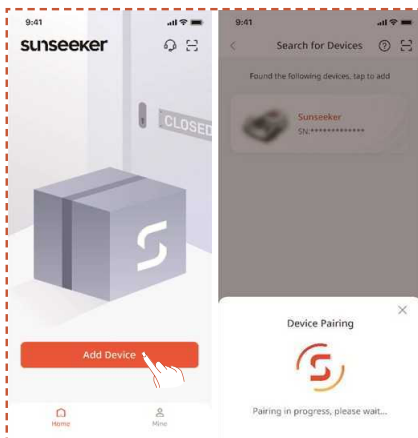 9:41
sunseeker
CLOSED
Add Device
Home
Mine
9:41
Search for Devices
Found the following devices, tap to add
Sunseeker
SN:*************
Device Pairing
Pairing in progress, please wait...